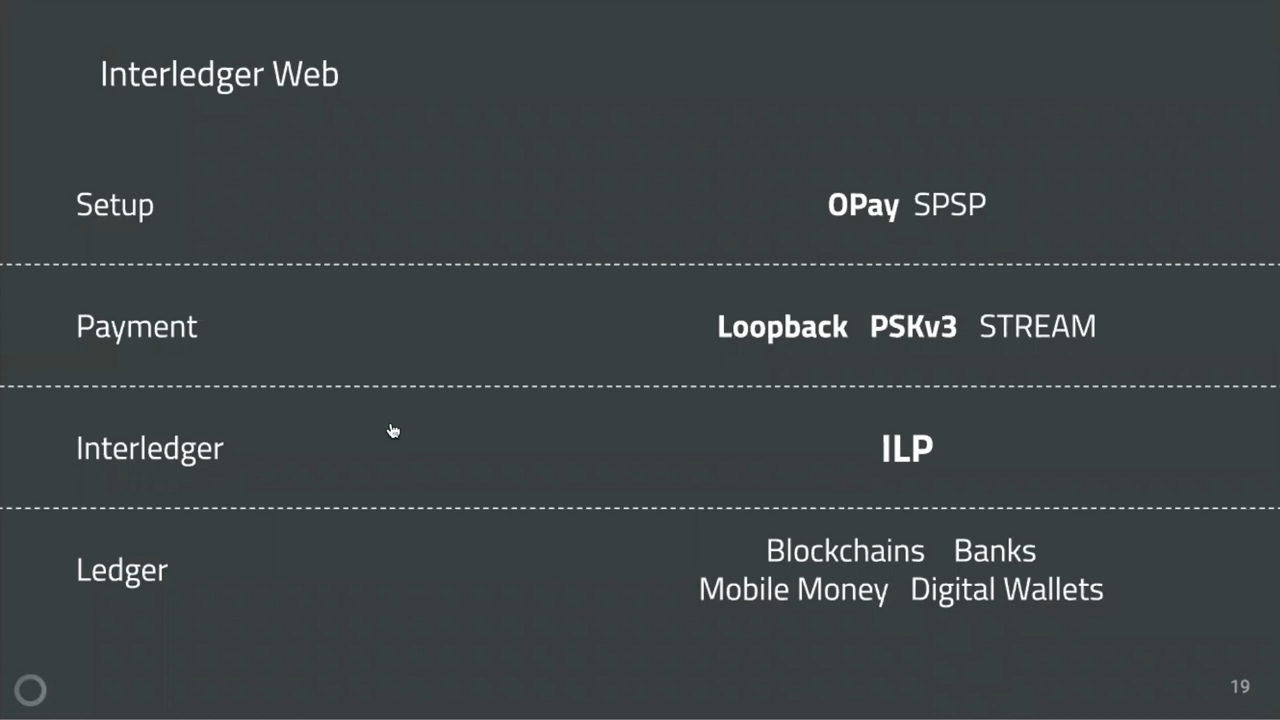 Interledger Web
Setup
OPay SPSP
Payment
Loopback PSKv3 STREAM
Interledger
ILP
Ledger
Blockchains Banks
Mobile Money Digital Wallets
19